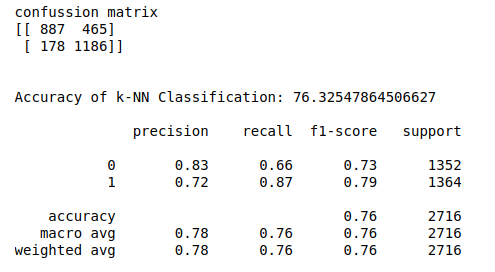 confussion matrix
[[ 887  465]
 [ 178 1186]]
Accuracy of k-NN Classification: 76.32547864506627
precision recall f1-score support
0 0.83 0.66 0.73 1352
1 0.72 0.87 0.79 1364
accuracy 0.76 2716
macro avg 0.78 0.76 0.76 2716
weighted avg 0.78 0.76 0.76 2716